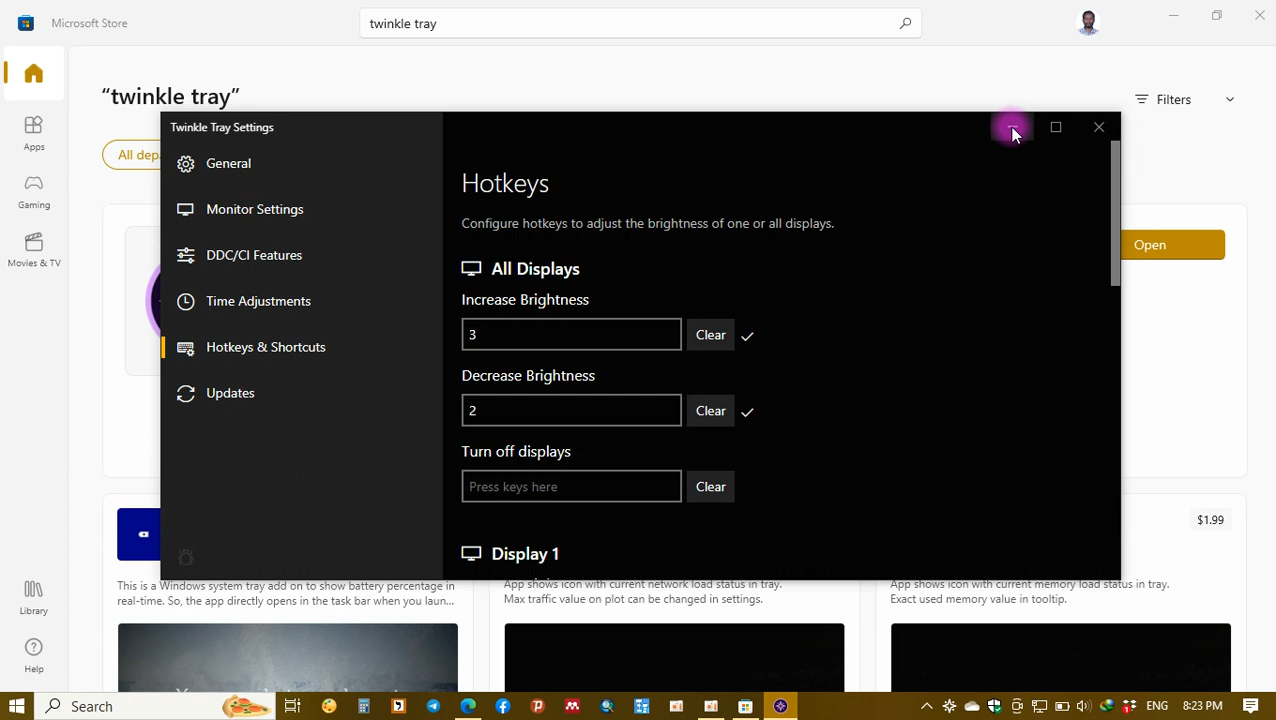 Microsoft Store
twinkle tray
“twinkle tray”
Filters
All depa
Home
Apps
Gaming
Movies & TV
Library
Help
Open
Twinkle Tray Settings
General
Monitor Settings
DDC/CI Features
Time Adjustments
Hotkeys & Shortcuts
Updates
Hotkeys
Configure hotkeys to adjust the brightness of one or all displays.
All Displays
Increase Brightness
3 Clear
Decrease Brightness
2 Clear
Turn off displays
Press keys here Clear
Display 1
$1.99
This is a Windows system tray add on to show battery percentage in
real-time. So, the app directly opens in the task bar when you laun...
App shows icon with current network load status in tray.
Max traffic value on plot can be changed in settings.
App shows icon with current memory load status in tray.
Exact used memory value in tooltip.
Search
ENG 8:23 PM